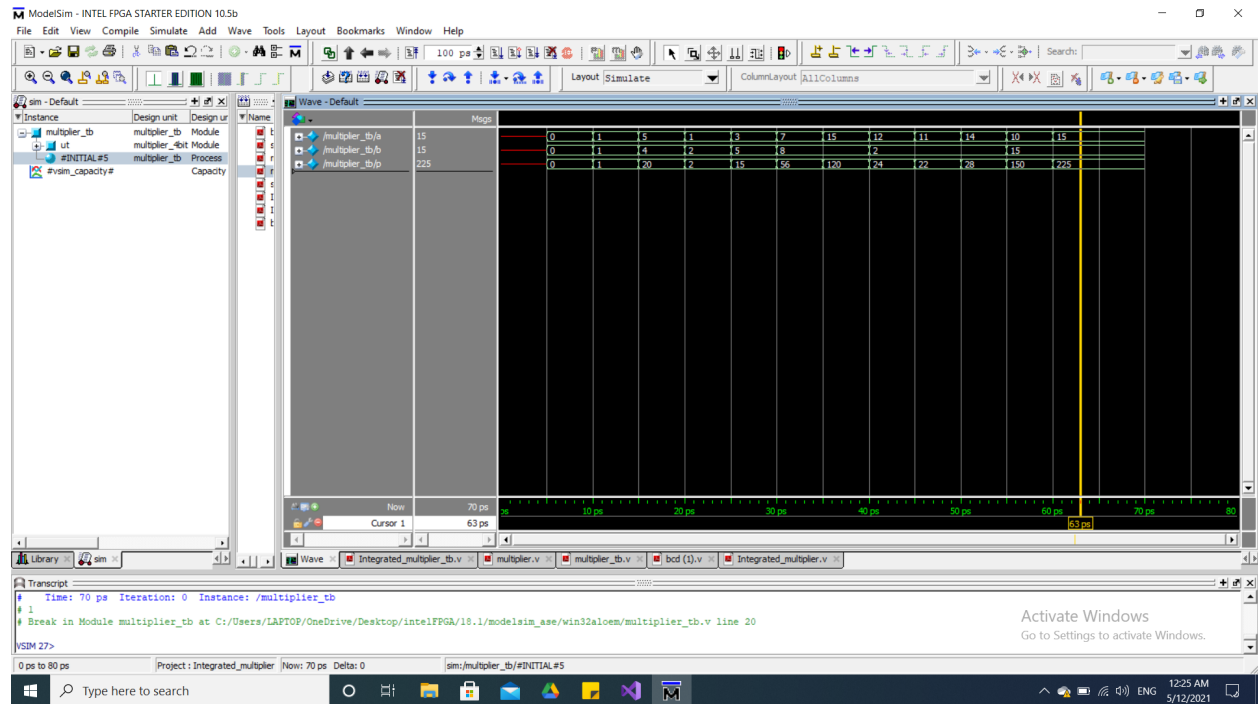 ModelSim - INTEL FPGA STARTER EDITION 10.5b
File Edit View Compile Simulate Add Wave Tools Layout Bookmarks Window Help
100 ps
Search:
Layout Simulate
ColumnLayout AllColumns
sim - Default
Instance Design unit Design ur
multiplier_tb multiplier_tb Module
ut multiplier_4bit Module
#INITIAL#5 multiplier_tb Process
#vsim_capacity# Capacity
Name
Wave - Default
Msgs
/multiplier_tb/a 15 0 1 5 1 3 7 15 12 11 14 10 15
/multiplier_tb/b 15 0 1 4 2 5 8 2 15
/multiplier_tb/p 225 0 1 20 2 15 56 120 24 22 28 150 225
Now 70 ps
10 ps 20 ps 30 ps 40 ps 50 ps 60 ps 70 ps 80
Cursor 1 63 ps
63 ps
Library sim
Wave Integrated_multiplier_tb.v multiplier.v multiplier_tb.v bcd (1).v Integrated_multiplier.v
Transcript
# Time: 70 ps Iteration: 0 Instance: /multiplier_tb
# 1
# Break in Module multiplier_tb at C:/Users/LAPTOP/OneDrive/Desktop/intelFPGA/18.1/modelsim_ase/win32aloem/multiplier_tb.v line 20
VSIM 27>
Activate Windows
Go to Settings to activate Windows.
0 ps to 80 ps Project : Integrated_multiplier Now: 70 ps Delta: 0 sim:/multiplier_tb/#INITIAL#5
Type here to search
ENG
12:25 AM
5/12/2021